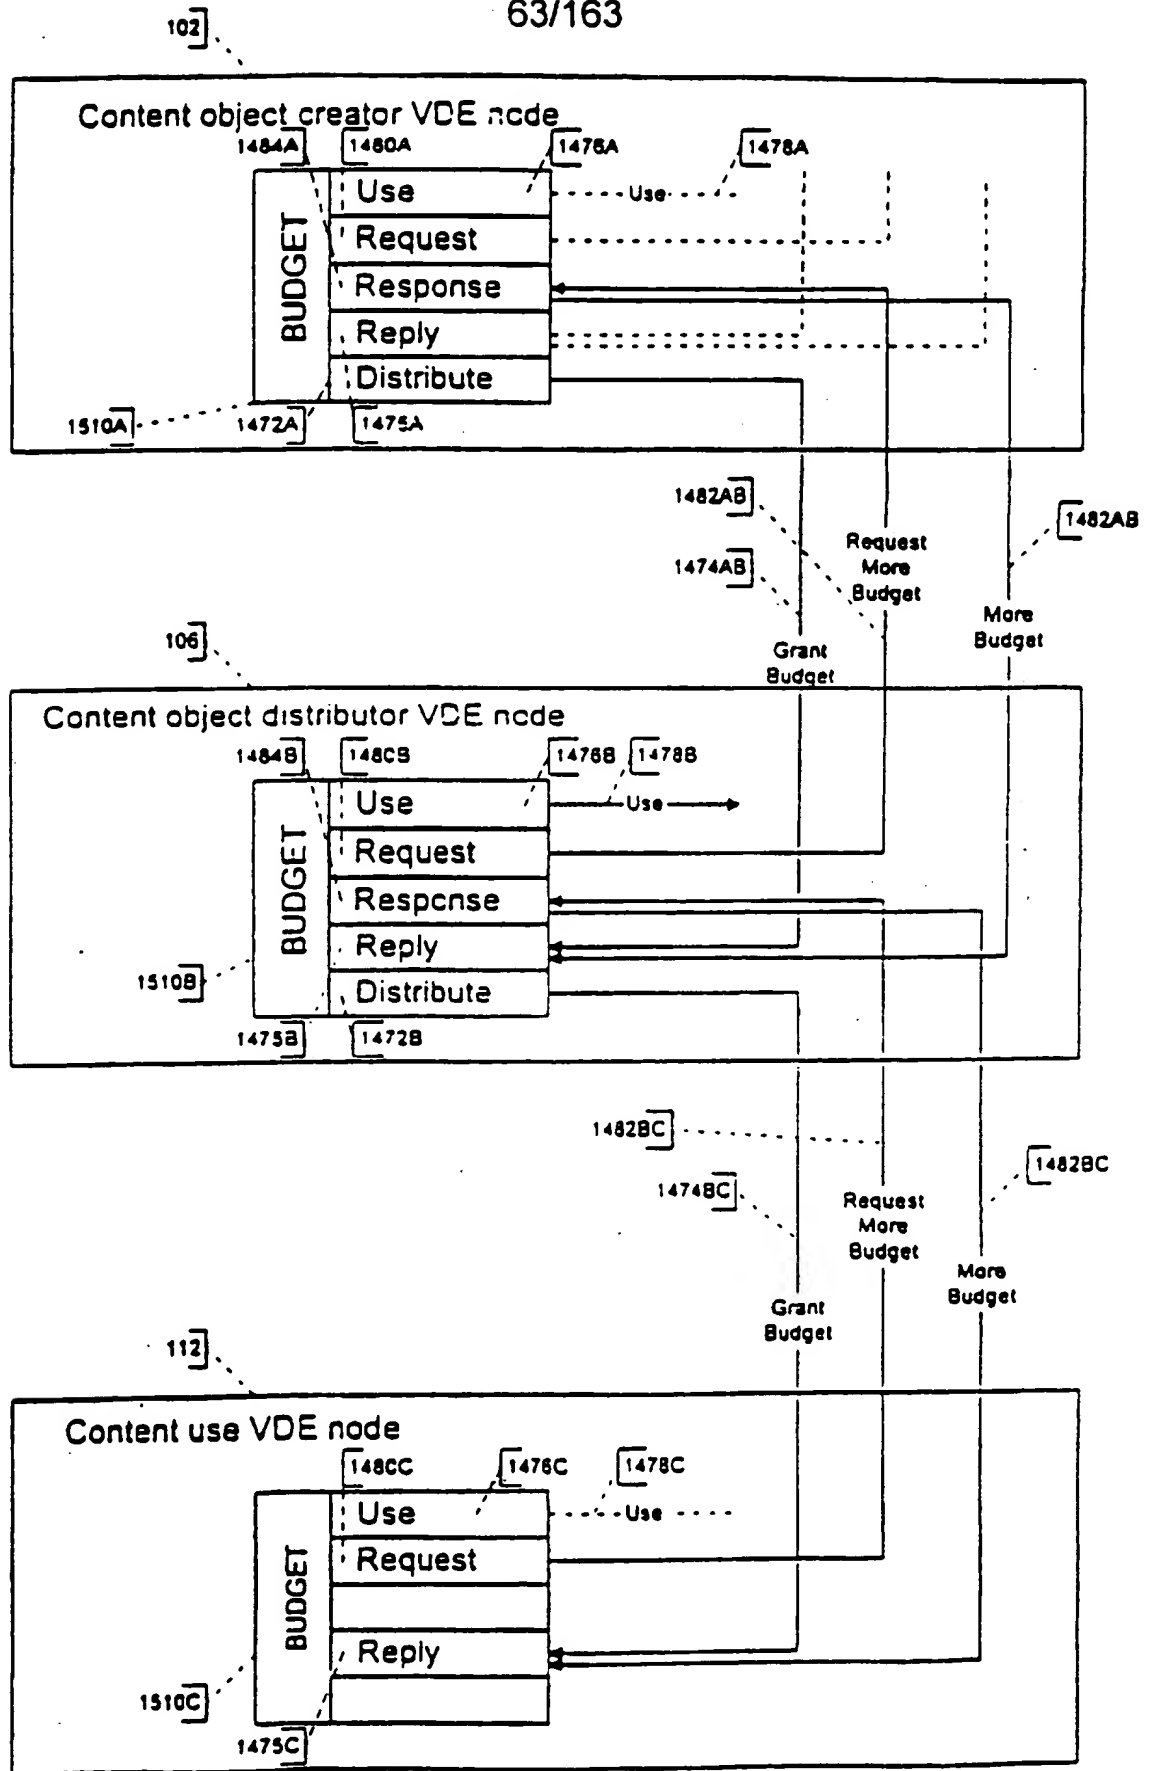 63/163
102
Content object creator VDE node
1484A
1480A
1476A
1478A
BUDGET
Use
Use
Request
Response
Reply
Distribute
1510A
1472A
1475A
1482AB
1482AB
Request
More
Budget
1474AB
More
Budget
Grant
Budget
106
Content object distributor VDE node
1484B
1480B
1476B
1478B
BUDGET
Use
Use
Request
Response
Reply
Distribute
1510B
1475B
1472B
1482BC
1482BC
1474BC
Request
More
Budget
More
Budget
Grant
Budget
112
Content use VDE node
1480C
1476C
1478C
BUDGET
Use
Use
Request
Reply
1510C
1475C